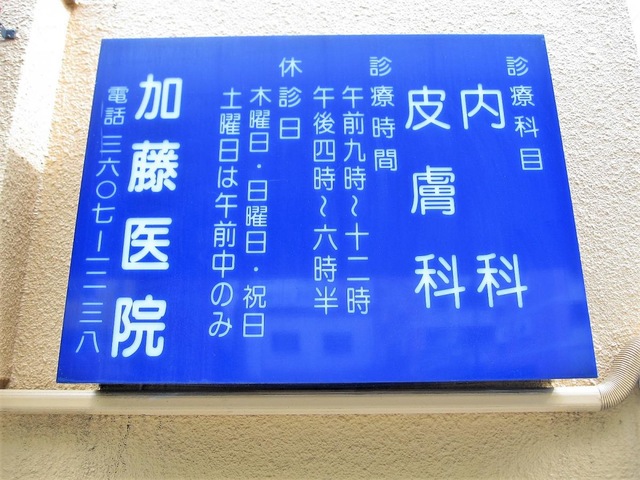 診療科目
内科
皮膚科
診療時間
午前九時〜十二時
午後四時〜六時半
休診日
木曜日・日曜日・祝日
土曜日は午前中のみ
加藤医院
電話 三六〇七ー一二三八